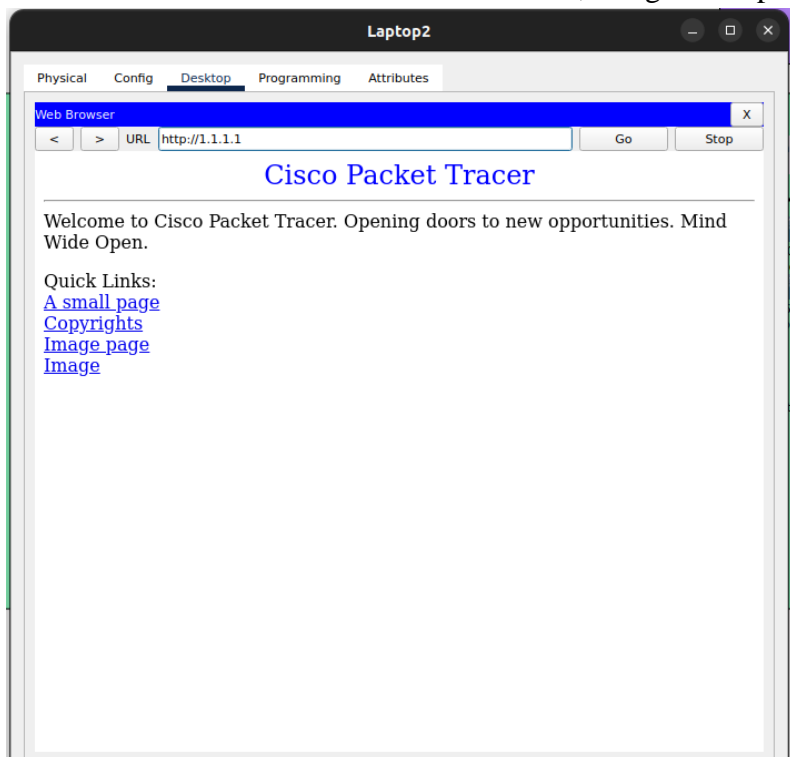 Laptop2
Physical Config Desktop Programming Attributes
Web Browser X
< > URL http://1.1.1.1 Go Stop
Cisco Packet Tracer
Welcome to Cisco Packet Tracer. Opening doors to new opportunities. Mind
Wide Open.
Quick Links:
A small page
Copyrights
Image page
Image